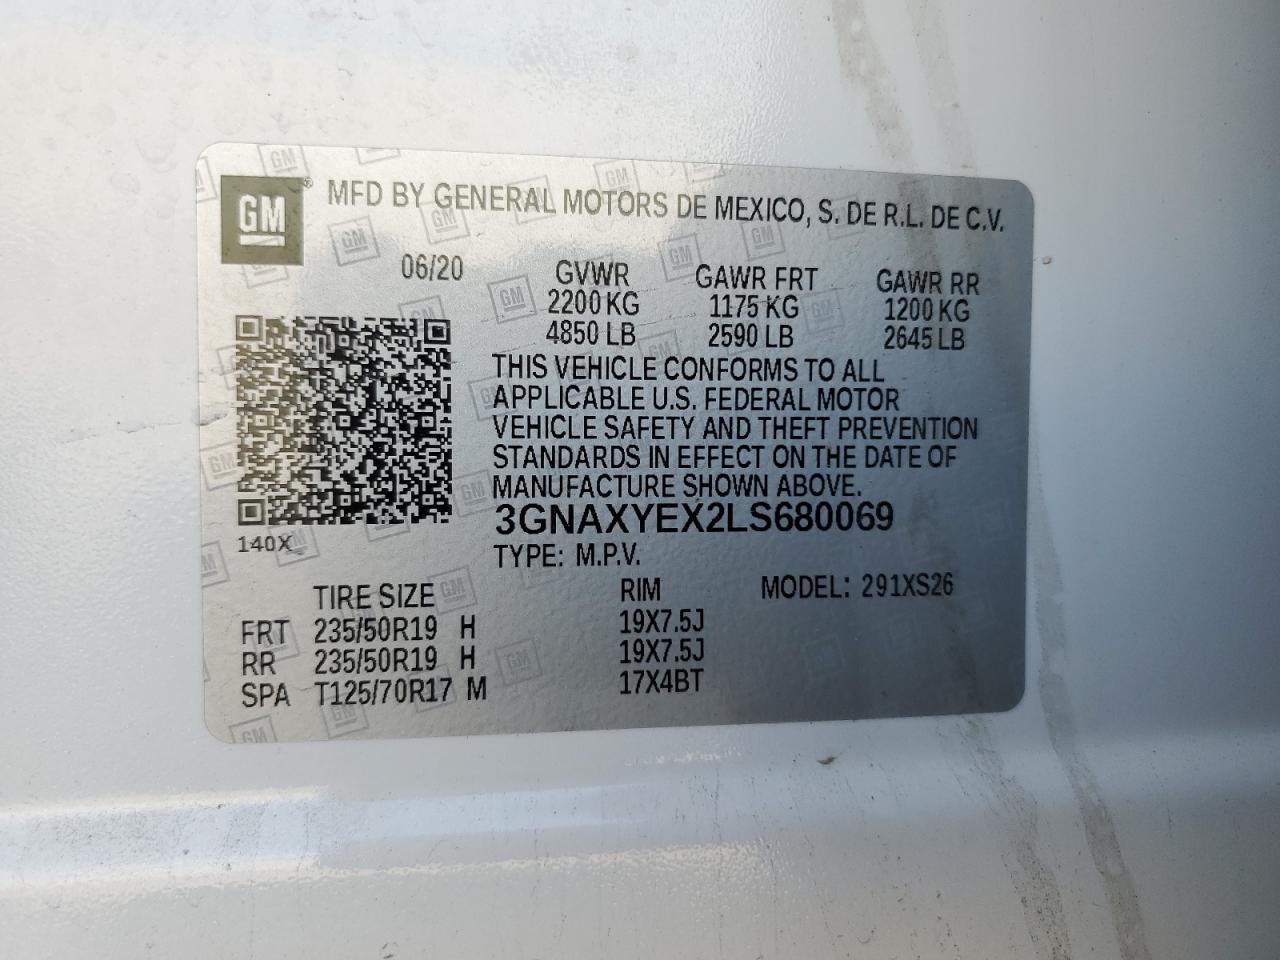 GM® MFD BY GENERAL MOTORS DE MEXICO, S. DE R.L. DE C.V.
06/20 GVWR GAWR FRT GAWR RR
2200 KG 1175 KG 1200 KG
4850 LB 2590 LB 2645 LB
THIS VEHICLE CONFORMS TO ALL
APPLICABLE U.S. FEDERAL MOTOR
VEHICLE SAFETY AND THEFT PREVENTION
STANDARDS IN EFFECT ON THE DATE OF
MANUFACTURE SHOWN ABOVE.
3GNAXYEX2LS680069
140X
TYPE: M.P.V.
TIRE SIZE RIM MODEL: 291XS26
FRT 235/50R19 H 19X7.5J
RR 235/50R19 H 19X7.5J
SPA T125/70R17 M 17X4BT